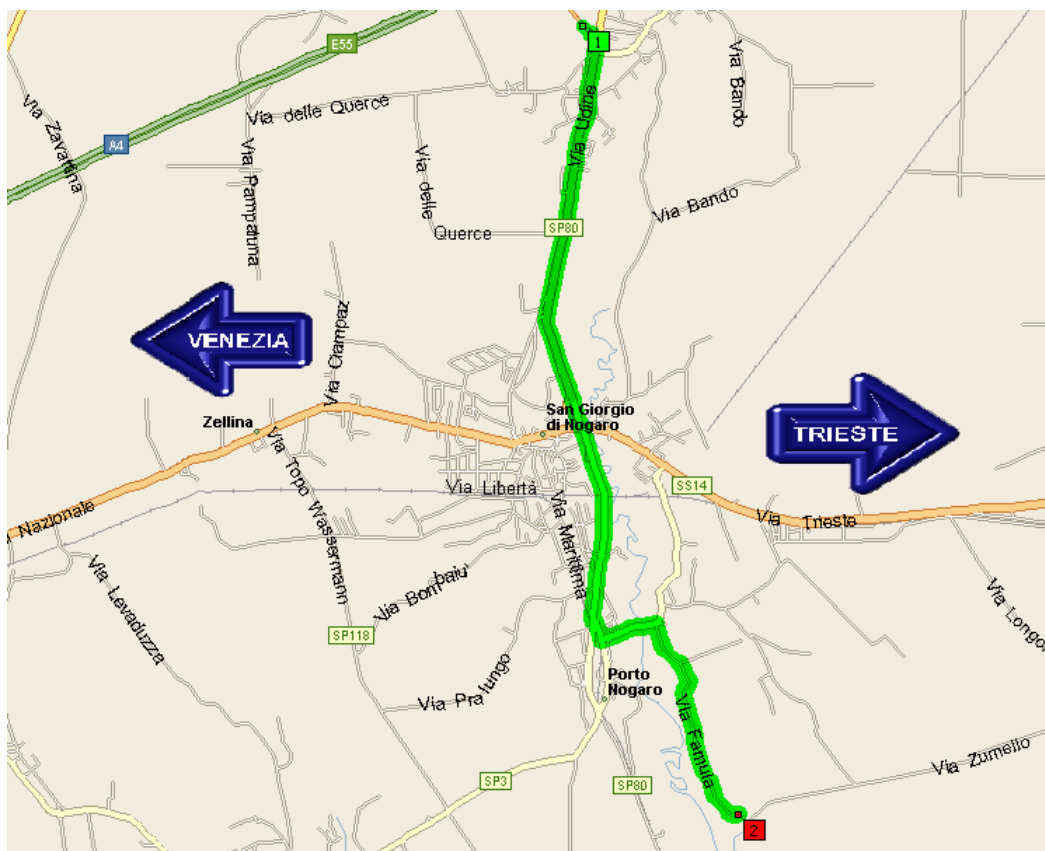 1
E55
Via Zavattina
Via delle Querce
A4
Via Udine
Via Bando
Via Pampaluna
Via delle
Querce
SP80
Via Bando
VENEZIA
Via Ciampaz
Zellina
San Giorgio
di Nogaro
TRIESTE
Via Topo Wassermann
Via Libertà
SS14
Nazionale
Via Marittima
Via Trieste
Via Levaduzza
Via Bom
baiu'
Via Longo
SP118
Via Pra
lungo
Porto
Nogaro
Via Famula
Via Zumello
SP3
SP80
2